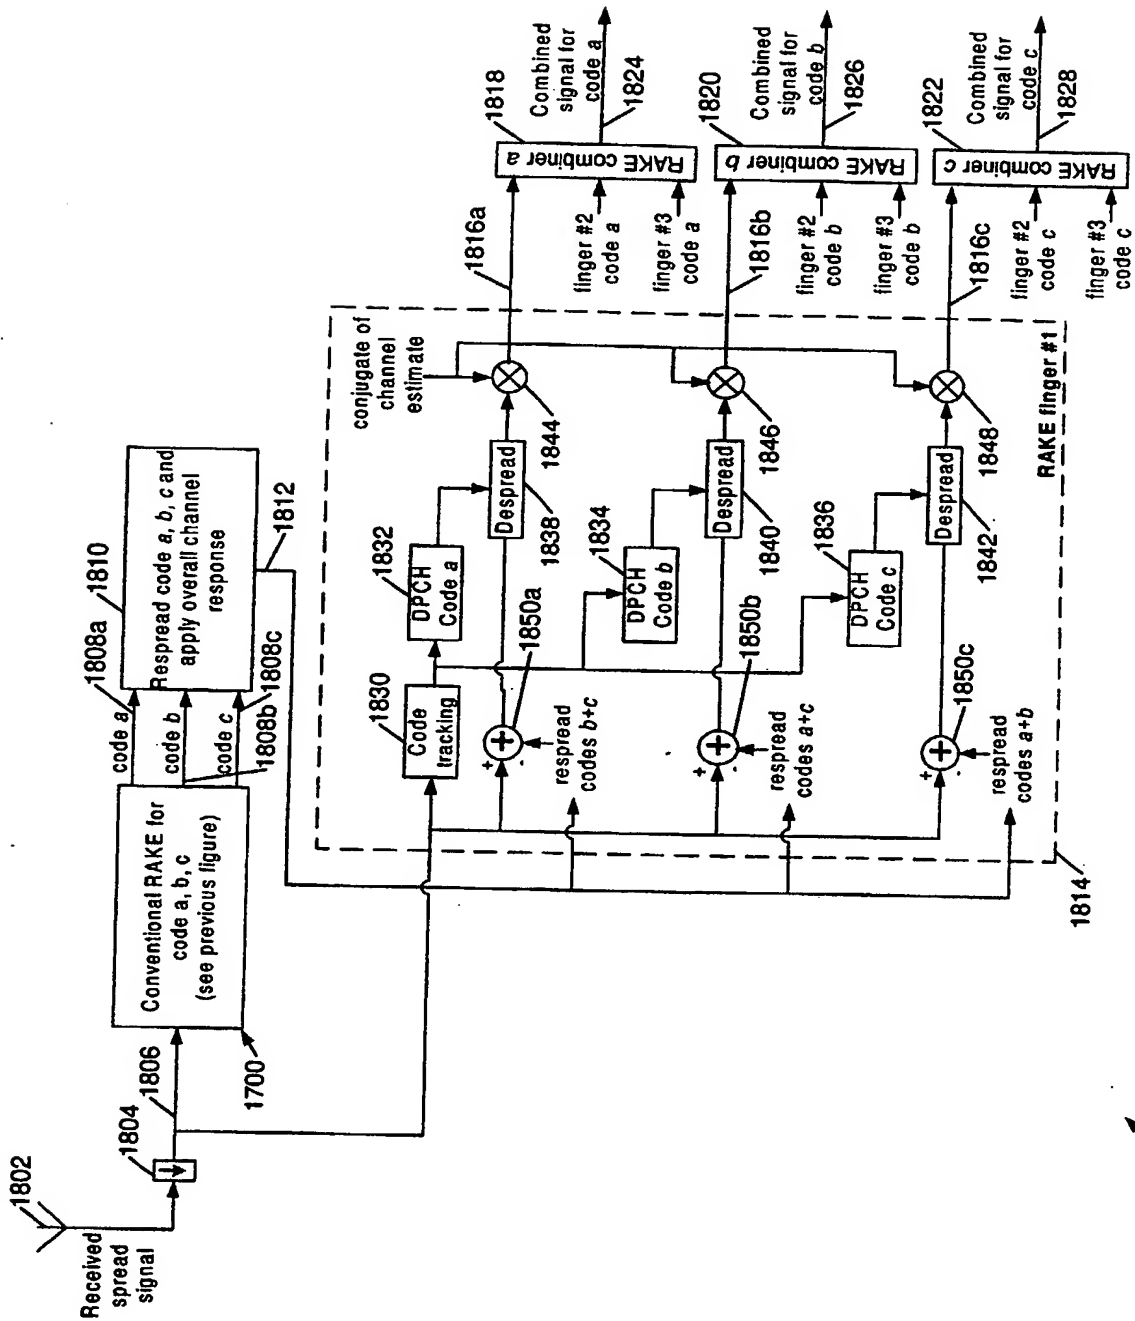 1802
Received
spread
signal
1804
1806
1700
Conventional RAKE for
code a, b, c
(see previous figure)
code a
code b
code c
1808a
1808b
1808c
1810
Respread code a, b, c and
apply overall channel
response
1812
1814
RAKE finger #1
1830
Code
tracking
1832
DPCH
Code a
1834
DPCH
Code b
1836
DPCH
Code c
+
-
+
1850a
respread
codes b+c
+
-
+
1850b
respread
codes a+c
+
-
+
1850c
respread
codes a+b
Despread
1838
Despread
1840
Despread
1842
conjugate of
channel
estimate
1844
1846
1848
1816a
1816b
1816c
finger #2
code a
finger #3
code a
finger #2
code b
finger #3
code b
finger #2
code c
finger #3
code c
1818
RAKE combiner a
1820
RAKE combiner b
1822
RAKE combiner c
Combined
signal for
code a
1824
Combined
signal for
code b
1826
Combined
signal for
code c
1828